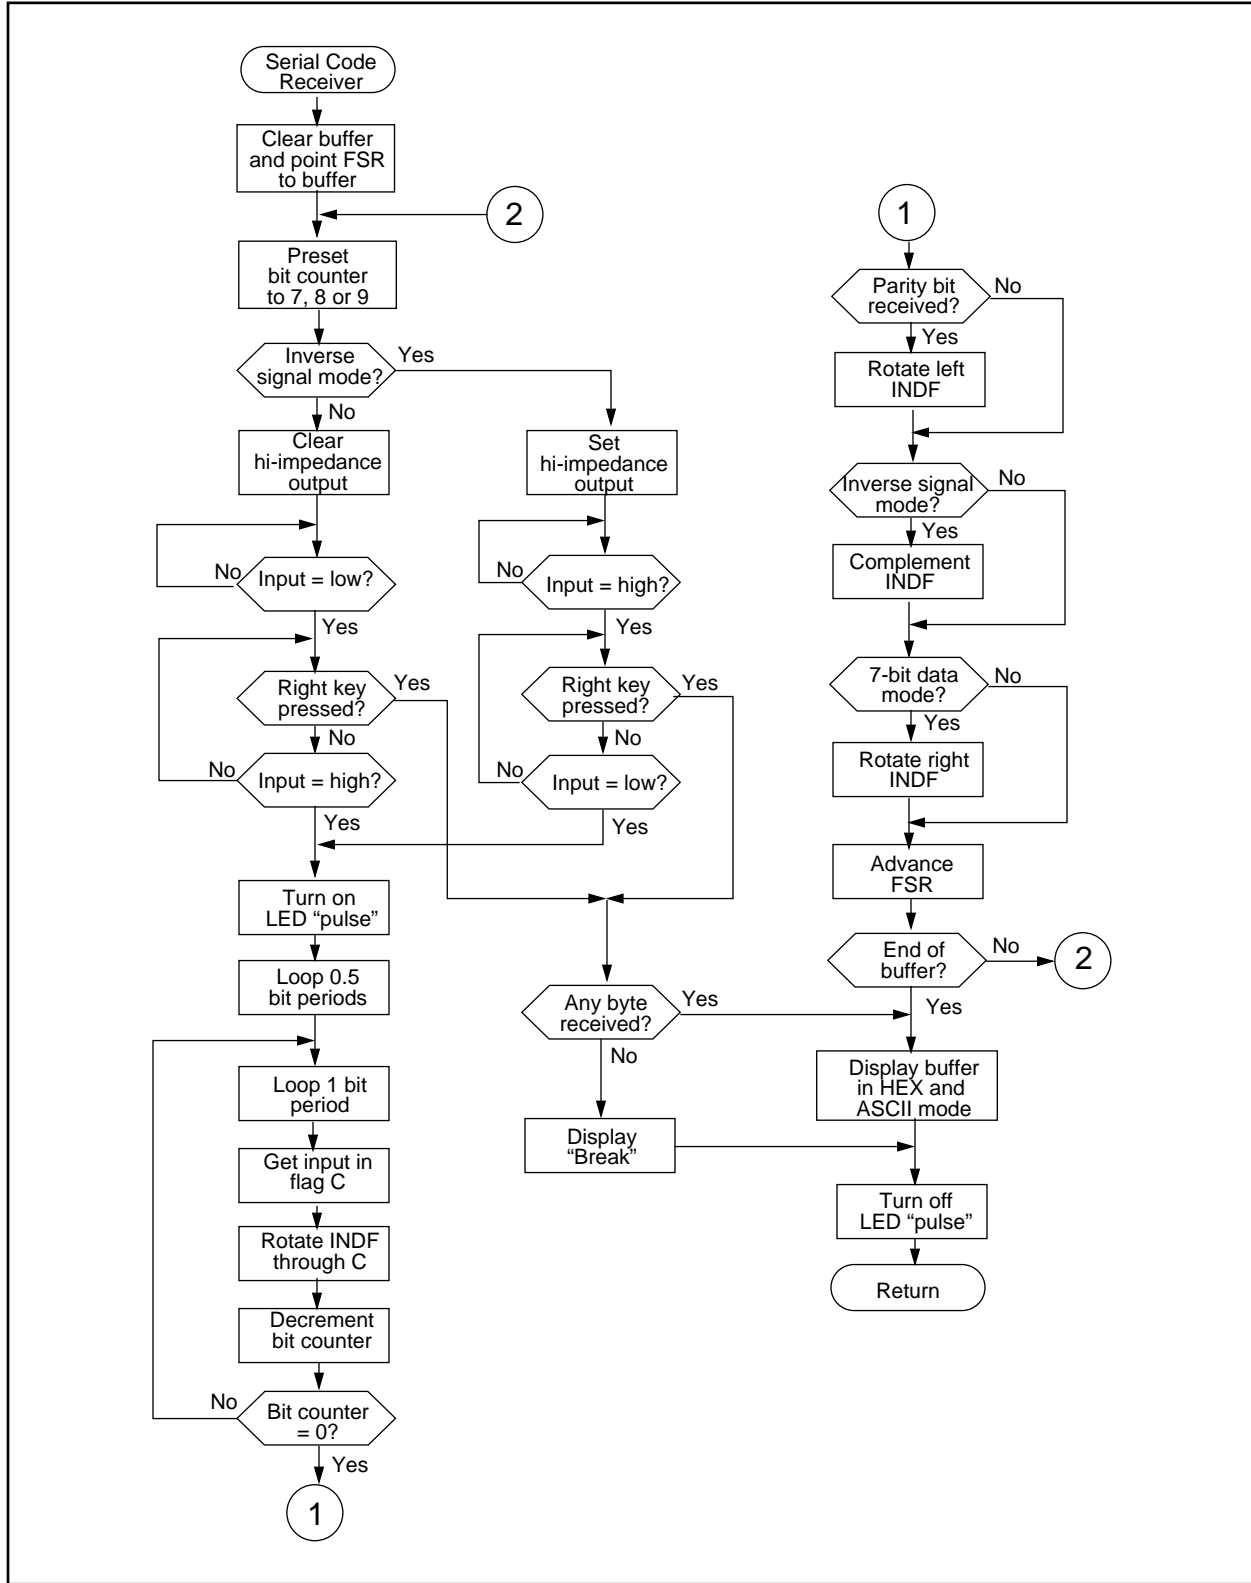 Serial Code
Receiver
Clear buffer
and point FSR
to buffer
2
Preset
bit counter
to 7, 8 or 9
Inverse
signal mode?
Yes
No
Clear
hi-impedance
output
Set
hi-impedance
output
No
Input = low?
Yes
No
Input = high?
Yes
Right key
pressed?
Yes
No
Right key
pressed?
Yes
No
No
Input = high?
Yes
No
Input = low?
Yes
Turn on
LED “pulse”
Loop 0.5
bit periods
Loop 1 bit
period
Get input in
flag C
Rotate INDF
through C
Decrement
bit counter
No
Bit counter
= 0?
Yes
1
Any byte
received?
Yes
No
Display
“Break”
1
Parity bit
received?
No
Yes
Rotate left
INDF
Inverse signal
mode?
No
Yes
Complement
INDF
7-bit data
mode?
No
Yes
Rotate right
INDF
Advance
FSR
End of
buffer?
No
2
Yes
Display buffer
in HEX and
ASCII mode
Turn off
LED “pulse”
Return